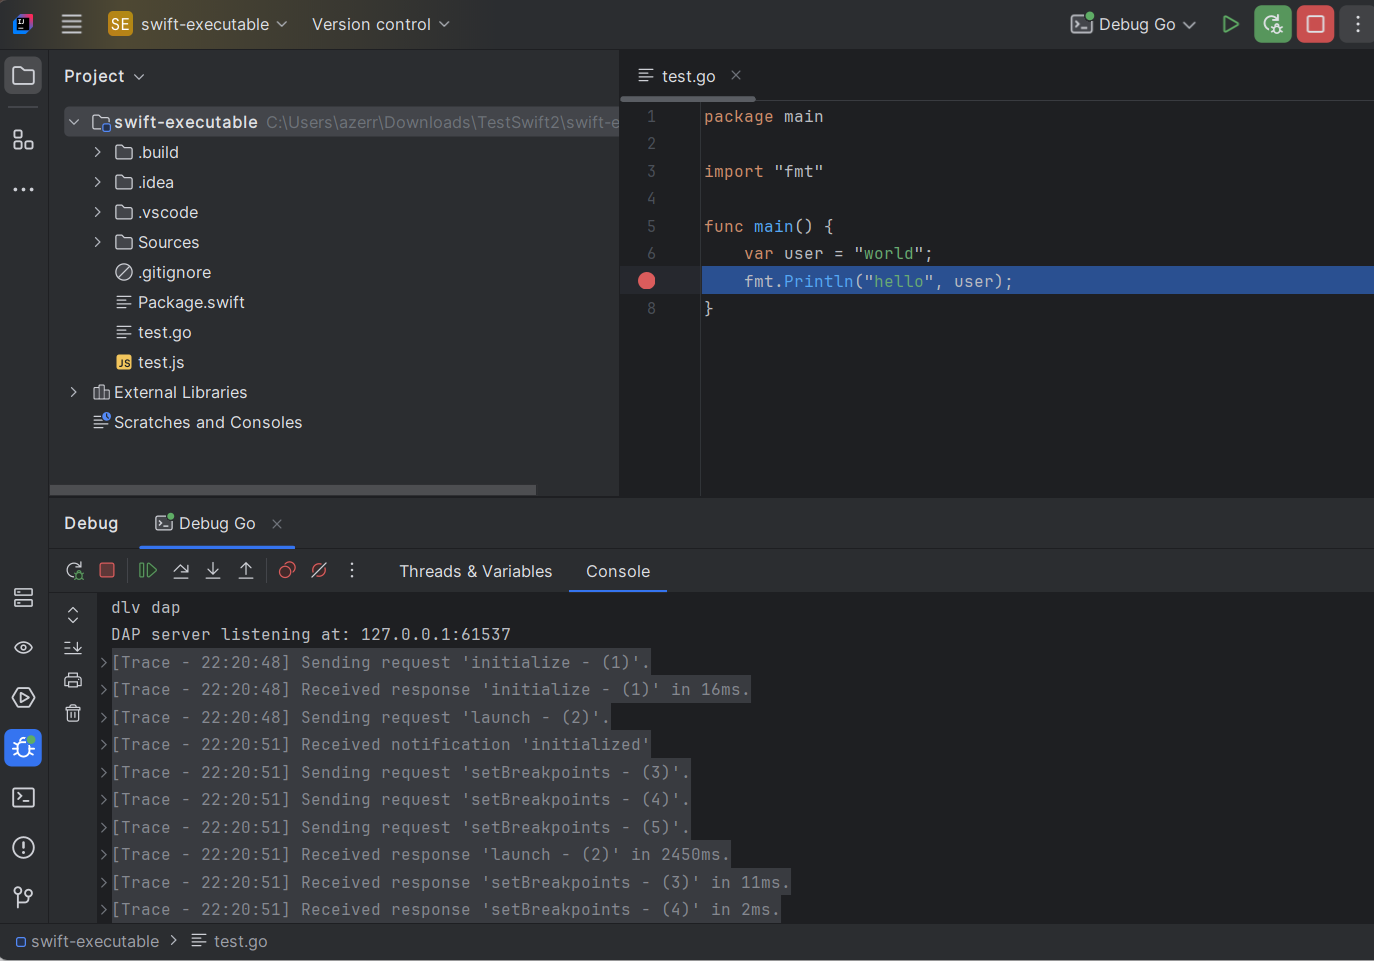 SE swift-executable Version control Debug Go
Project
swift-executable C:\Users\azerr\Downloads\TestSwift2\swift-e
.build
.idea
.vscode
Sources
.gitignore
Package.swift
test.go
JS test.js
External Libraries
Scratches and Consoles
test.go
1 package main
2
3 import "fmt"
4
5 func main() {
6 var user = "world";
fmt.Println("hello", user);
8 }
Debug Debug Go
Threads & Variables Console
dlv dap
DAP server listening at: 127.0.0.1:61537
[Trace - 22:20:48] Sending request 'initialize - (1)'.
[Trace - 22:20:48] Received response 'initialize - (1)' in 16ms.
[Trace - 22:20:48] Sending request 'launch - (2)'.
[Trace - 22:20:51] Received notification 'initialized'
[Trace - 22:20:51] Sending request 'setBreakpoints - (3)'.
[Trace - 22:20:51] Sending request 'setBreakpoints - (4)'.
[Trace - 22:20:51] Sending request 'setBreakpoints - (5)'.
[Trace - 22:20:51] Received response 'launch - (2)' in 2450ms.
[Trace - 22:20:51] Received response 'setBreakpoints - (3)' in 11ms.
[Trace - 22:20:51] Received response 'setBreakpoints - (4)' in 2ms.
swift-executable > test.go